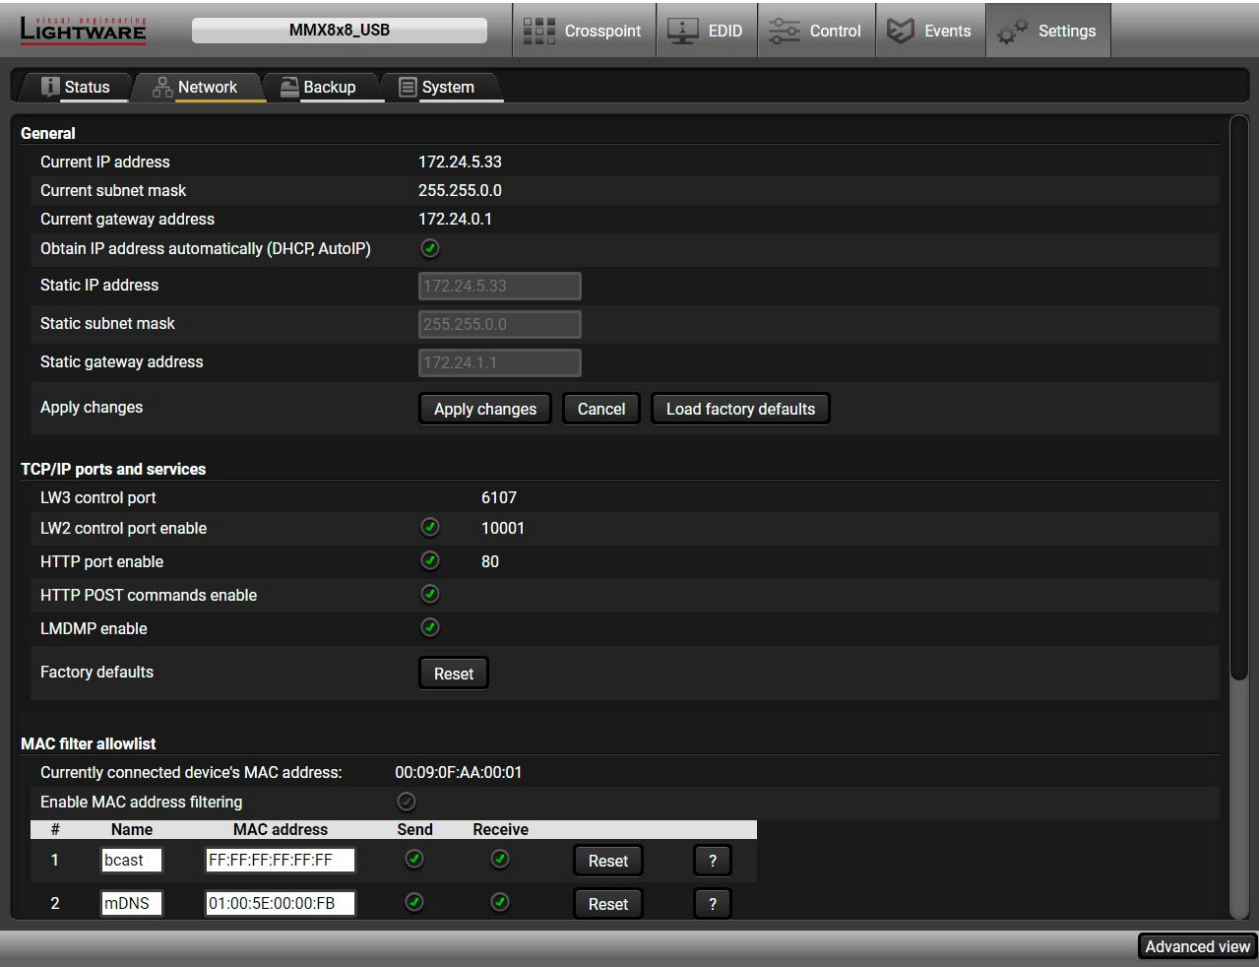 visual engineering
LIGHTWARE
MMX8x8_USB
Crosspoint
EDID
Control
Events
Settings
Status
Network
Backup
System
General
Current IP address 172.24.5.33
Current subnet mask 255.255.0.0
Current gateway address 172.24.0.1
Obtain IP address automatically (DHCP, AutoIP)
Static IP address 172.24.5.33
Static subnet mask 255.255.0.0
Static gateway address 172.24.1.1
Apply changes Apply changes Cancel Load factory defaults
TCP/IP ports and services
LW3 control port 6107
LW2 control port enable 10001
HTTP port enable 80
HTTP POST commands enable
LMDMP enable
Factory defaults Reset
MAC filter allowlist
Currently connected device's MAC address: 00:09:0F:AA:00:01
Enable MAC address filtering
# Name MAC address Send Receive
1 bcast FF:FF:FF:FF:FF:FF Reset ?
2 mDNS 01:00:5E:00:00:FB Reset ?
Advanced view